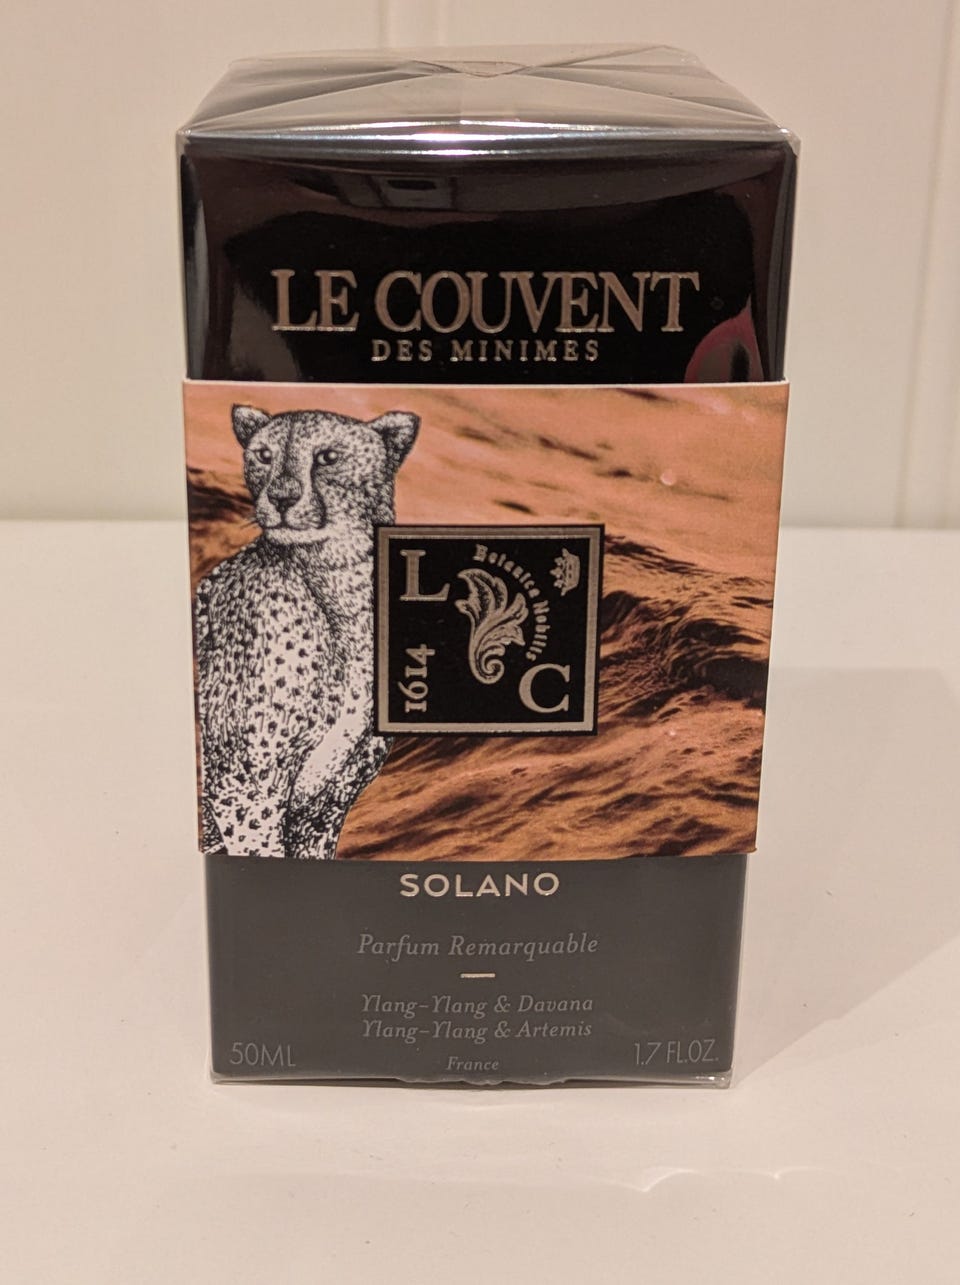 LE COUVENT
DES MINIMES
L
Botanica Nobilis
1614
C
SOLANO
Parfum Remarquable
Ylang-Ylang & Davana
Ylang-Ylang & Artemis
50ML
France
1.7 FL.OZ.